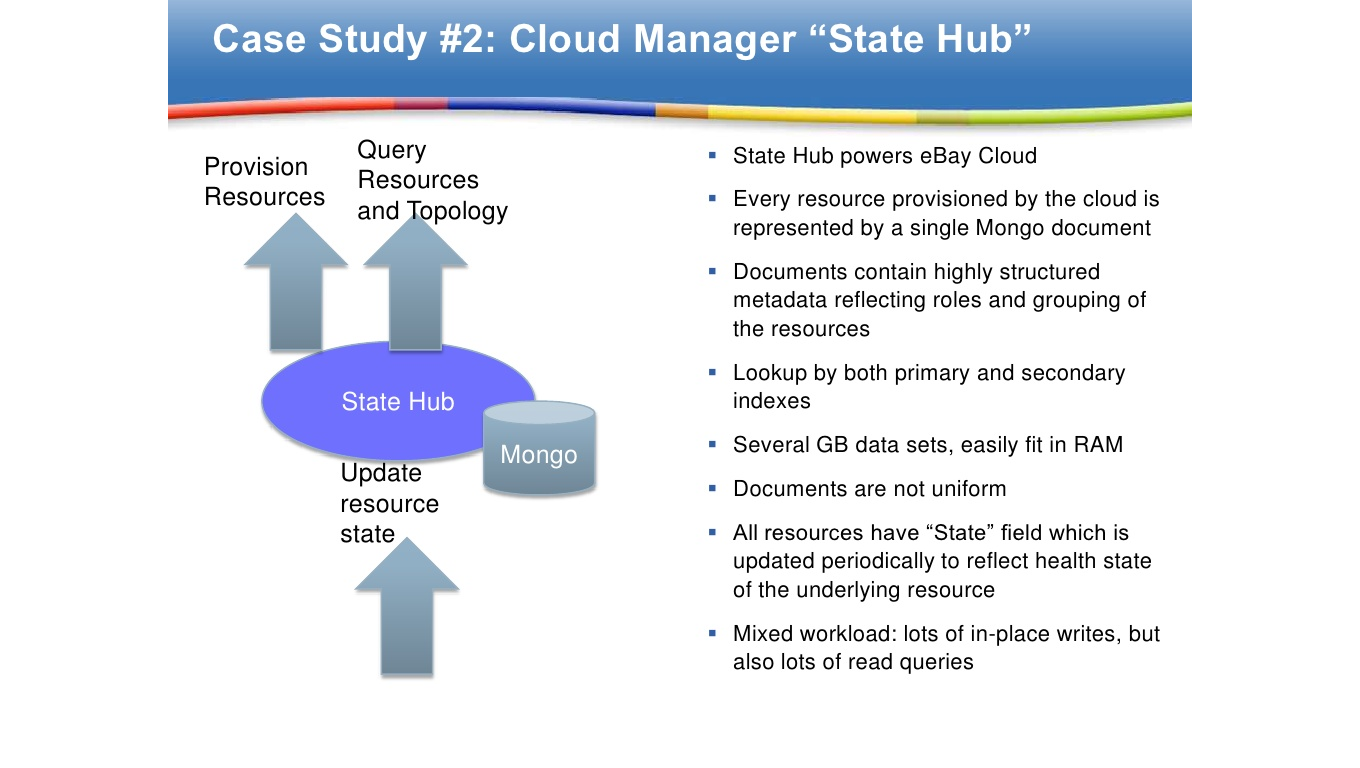 Case Study #2: Cloud Manager “State Hub”
Provision
Resources
Query
Resources
and Topology
State Hub
Mongo
Update
resource
state
▪ State Hub powers eBay Cloud
▪ Every resource provisioned by the cloud is
represented by a single Mongo document
▪ Documents contain highly structured
metadata reflecting roles and grouping of
the resources
▪ Lookup by both primary and secondary
indexes
▪ Several GB data sets, easily fit in RAM
▪ Documents are not uniform
▪ All resources have “State” field which is
updated periodically to reflect health state
of the underlying resource
▪ Mixed workload: lots of in-place writes, but
also lots of read queries